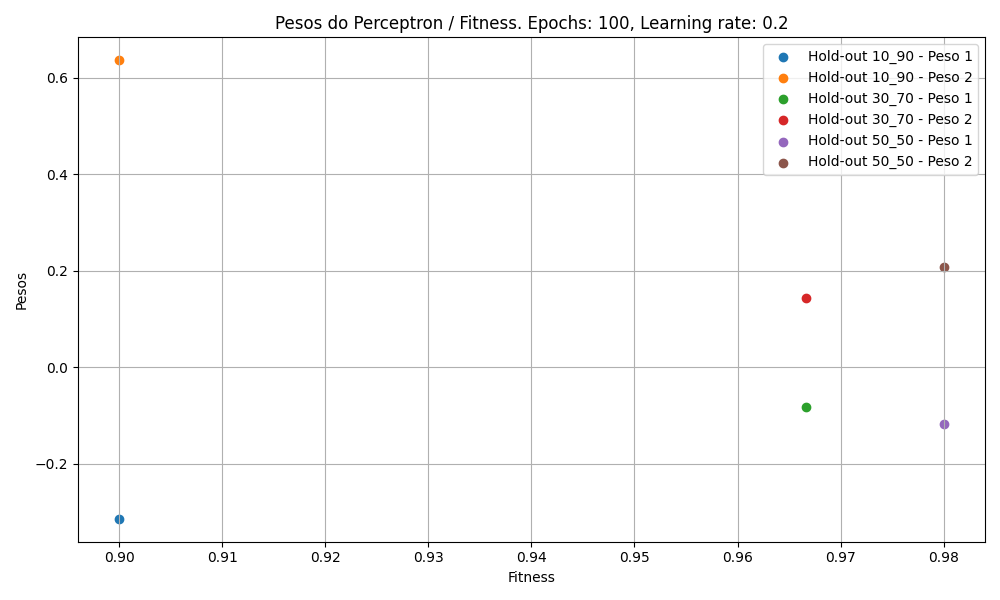 Pesos do Perceptron / Fitness. Epochs: 100, Learning rate: 0.2
Hold-out 10_90 - Peso 1
Hold-out 10_90 - Peso 2
Hold-out 30_70 - Peso 1
Hold-out 30_70 - Peso 2
Hold-out 50_50 - Peso 1
Hold-out 50_50 - Peso 2
Pesos
0.6
0.4
0.2
0.0
−0.2
0.90 0.91 0.92 0.93 0.94 0.95 0.96 0.97 0.98
Fitness